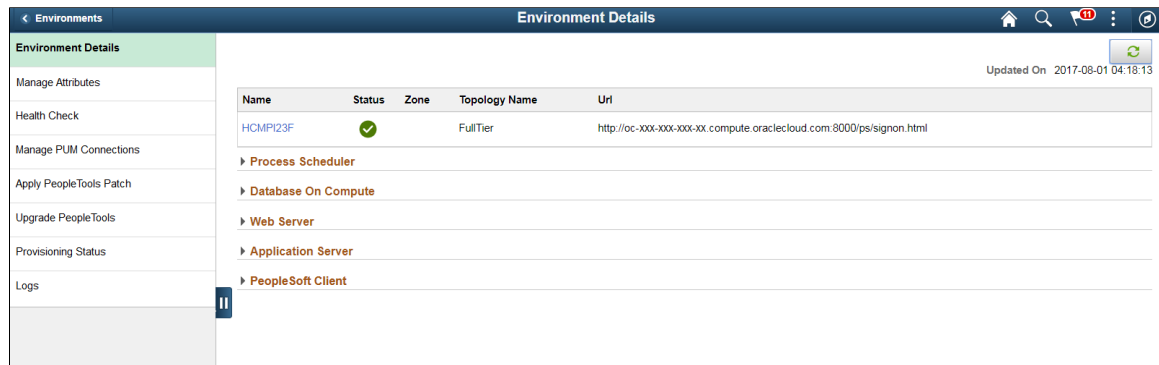 Environments
Environment Details
11
Environment Details
Manage Attributes
Health Check
Manage PUM Connections
Apply PeopleTools Patch
Upgrade PeopleTools
Provisioning Status
Logs
Updated On 2017-08-01 04:18:13
Name Status Zone Topology Name Url
HCMPI23F FullTier http://oc-xxx-xxx-xxx-xx.compute.oraclecloud.com:8000/ps/signon.html
Process Scheduler
Database On Compute
Web Server
Application Server
PeopleSoft Client